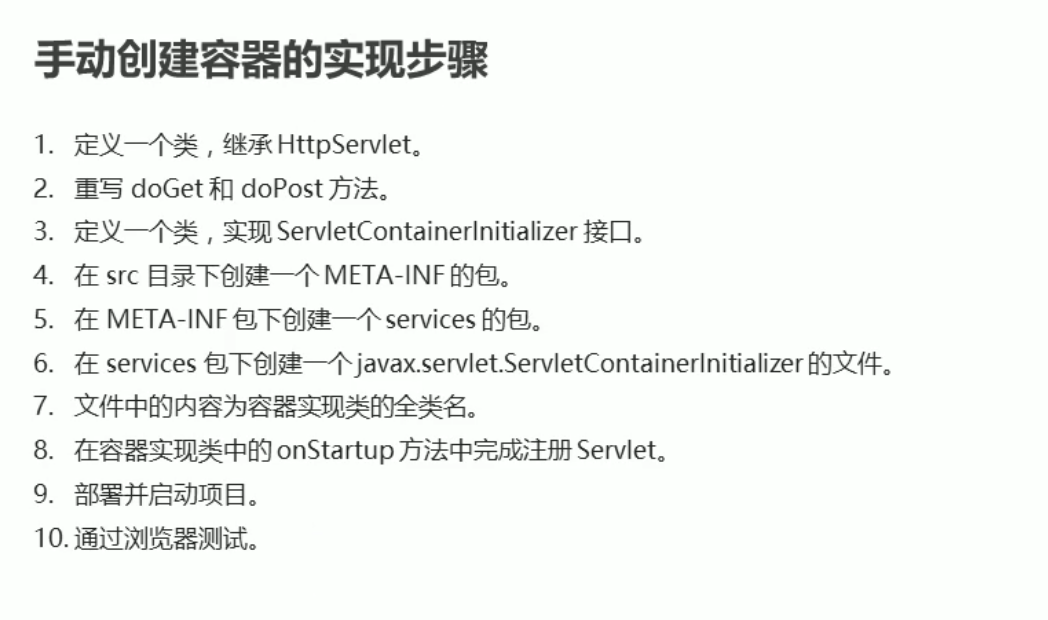 手动创建容器的实现步骤
1. 定义一个类，继承 HttpServlet。
2. 重写 doGet 和 doPost 方法。
3. 定义一个类，实现 ServletContainerInitializer 接口。
4. 在 src 目录下创建一个 META-INF 的包。
5. 在 META-INF 包下创建一个 services 的包。
6. 在 services 包下创建一个 javax.servlet.ServletContainerInitializer 的文件。
7. 文件中的内容为容器实现类的全类名。
8. 在容器实现类中的 onStartup 方法中完成注册 Servlet。
9. 部署并启动项目。
10. 通过浏览器测试。